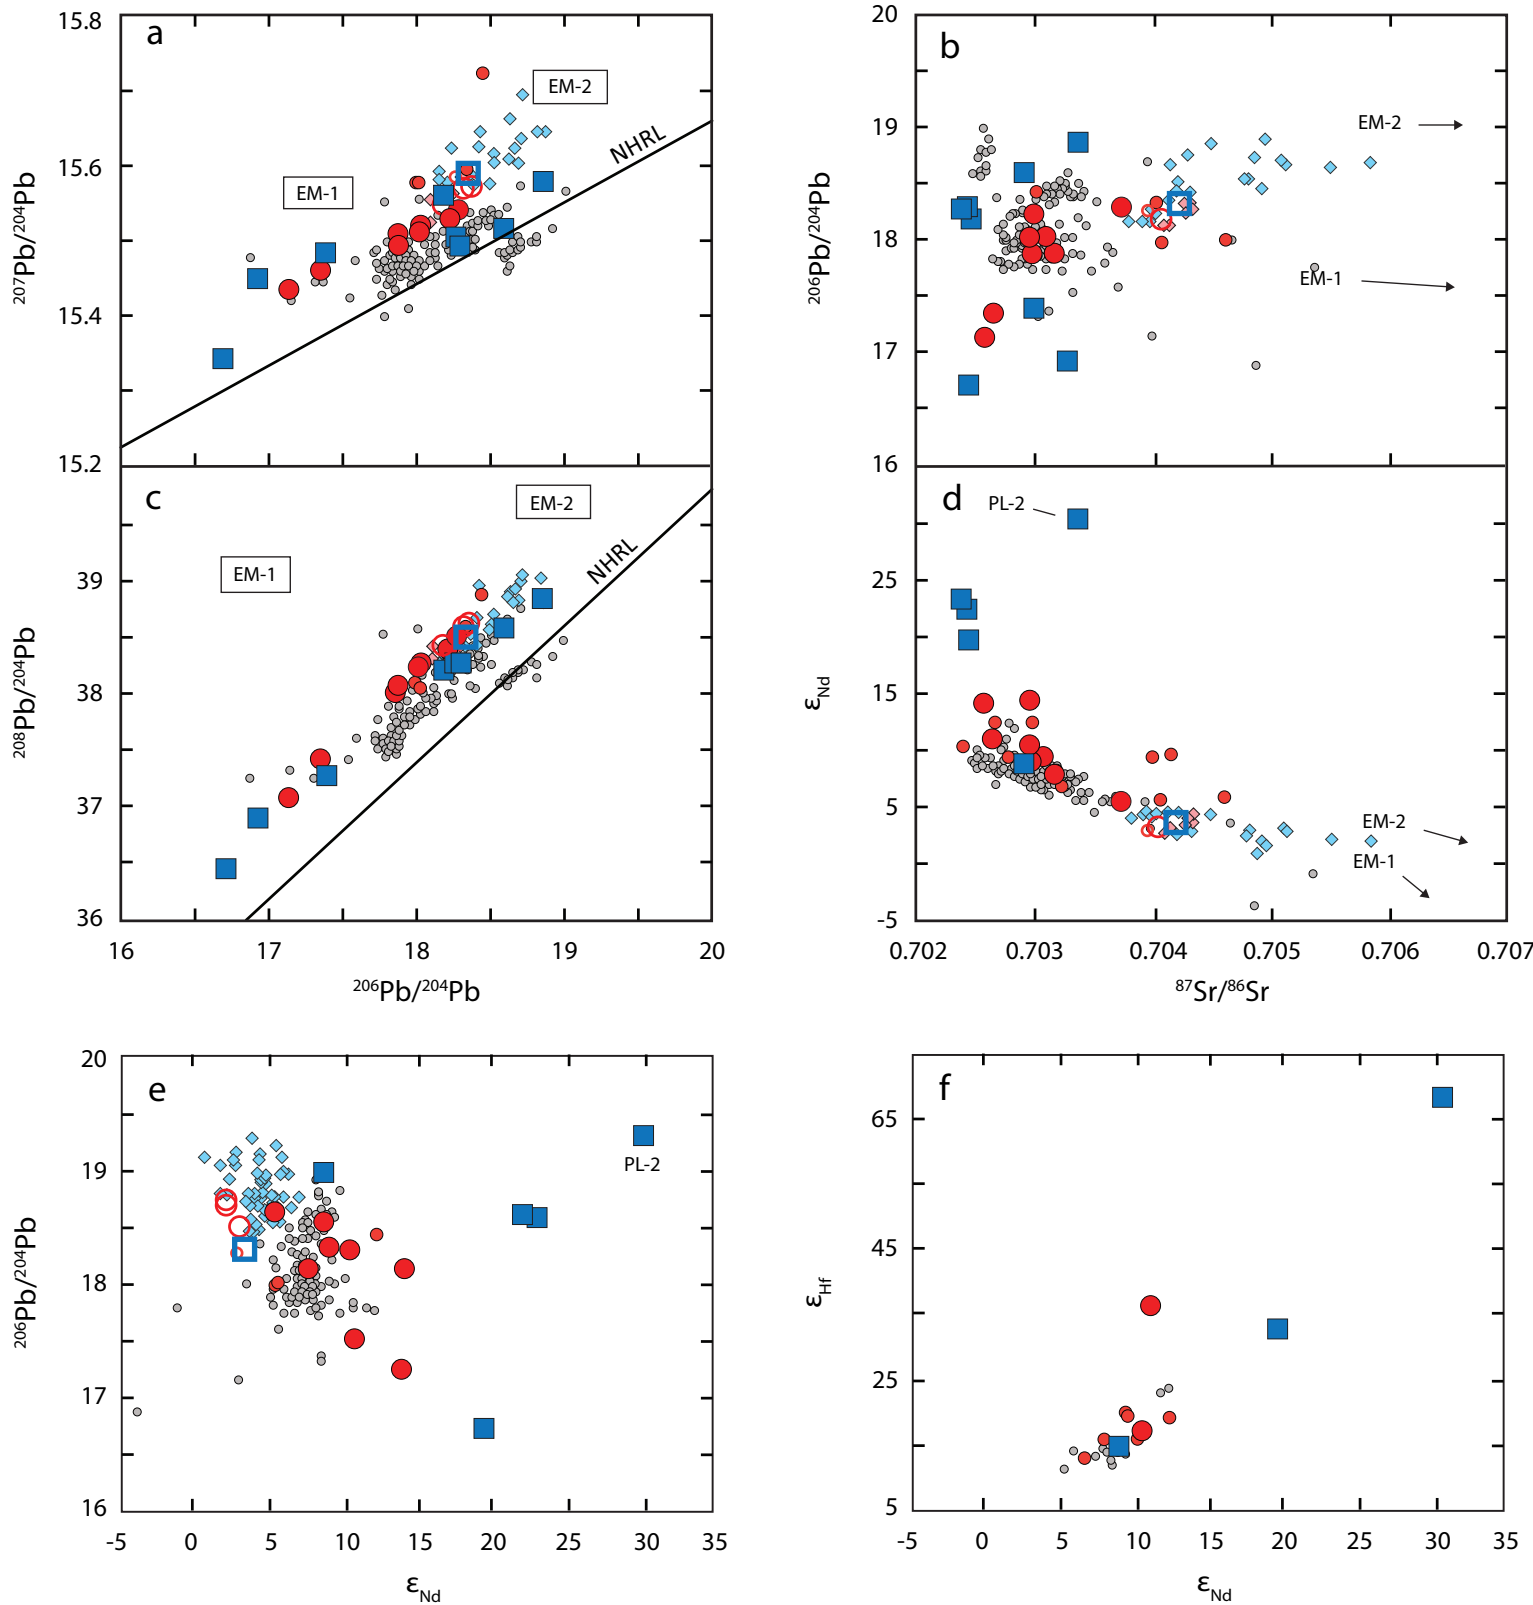 a
15.8
15.6
15.4
15.2
²⁰⁷Pb/²⁰⁴Pb
EM-2
EM-1
NHRL
b
20
19
18
17
16
²⁰⁶Pb/²⁰⁴Pb
EM-2
EM-1
c
39
38
37
36
²⁰⁸Pb/²⁰⁴Pb
EM-2
EM-1
NHRL
16 17 18 19 20
²⁰⁶Pb/²⁰⁴Pb
d
25
15
5
-5
εNd
PL-2
EM-2
EM-1
0.702 0.703 0.704 0.705 0.706 0.707
⁸⁷Sr/⁸⁶Sr
e
20
19
18
17
16
²⁰⁶Pb/²⁰⁴Pb
PL-2
-5 0 5 10 15 20 25 30 35
εNd
f
65
45
25
5
εHf
-5 0 5 10 15 20 25 30 35
εNd